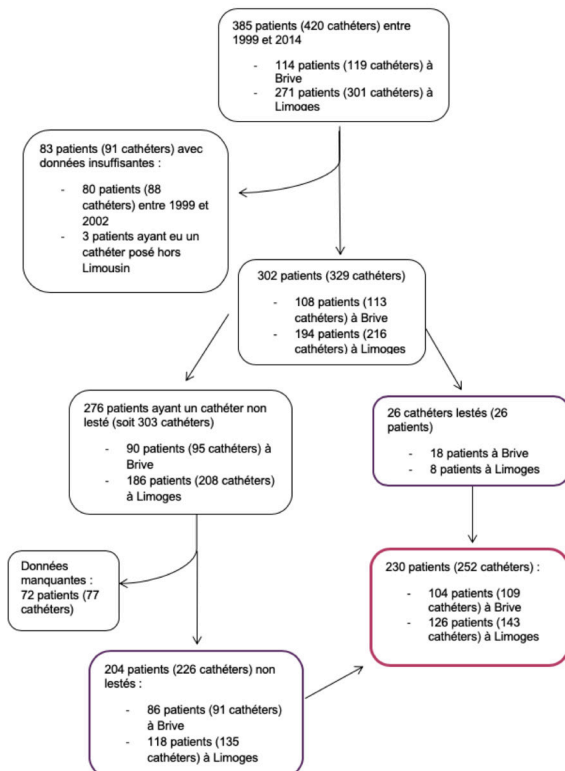 385 patients (420 cathéters) entre
1999 et 2014
- 114 patients (119 cathéters) à
Brive
- 271 patients (301 cathéters) à
Limoges
83 patients (91 cathéters) avec
données insuffisantes :
- 80 patients (88
cathéters) entre 1999 et
2002
- 3 patients ayant eu un
cathéter posé hors
Limousin
302 patients (329 cathéters)
- 108 patients (113
cathéters) à Brive
- 194 patients (216
cathéters) à Limoges
276 patients ayant un cathéter non
lesté (soit 303 cathéters)
- 90 patients (95 cathéters) à
Brive
- 186 patients (208 cathéters)
à Limoges
26 cathéters lestés (26
patients)
- 18 patients à Brive
- 8 patients à Limoges
Données
manquantes :
72 patients (77
cathéters)
230 patients (252 cathéters) :
- 104 patients (109
cathéters) à Brive
- 126 patients (143
cathéters) à Limoges
204 patients (226 cathéters) non
lestés :
- 86 patients (91 cathéters)
à Brive
- 118 patients (135
cathéters) à Limoges